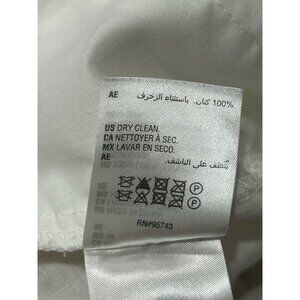 AE 100% كتان. باستثناء الزخرف
US DRY CLEAN.
CA NETTOYER À SEC.
MX LAVAR EN SECO.
AE ينظف على الناشف.
P
P
RN#95743